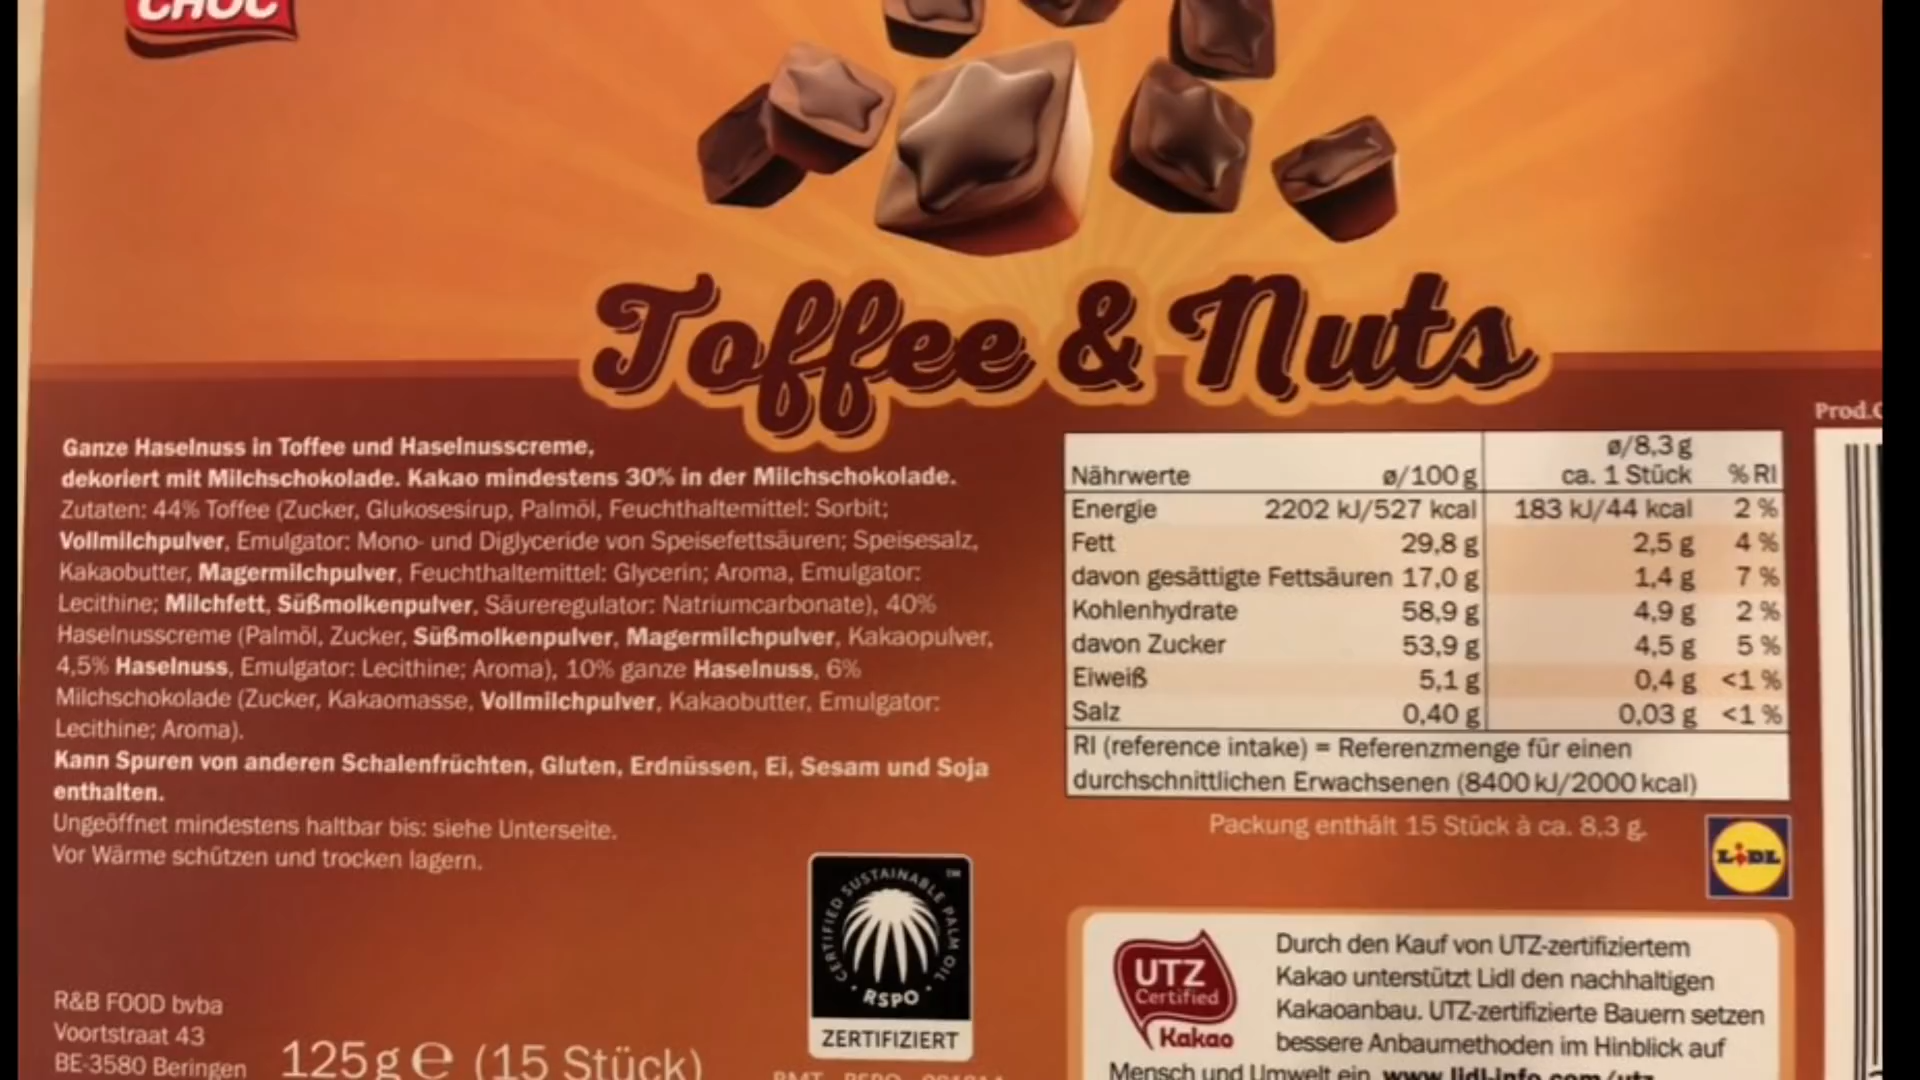 CHOC
Toffee & Nuts
Ganze Haselnuss in Toffee und Haselnusscreme,
dekoriert mit Milchschokolade. Kakao mindestens 30% in der Milchschokolade.
Zutaten: 44% Toffee (Zucker, Glukosesirup, Palmöl, Feuchthaltemittel: Sorbit;
Vollmilchpulver, Emulgator: Mono- und Diglyceride von Speisefettsäuren; Speisesalz,
Kakaobutter, Magermilchpulver, Feuchthaltemittel: Glycerin; Aroma, Emulgator:
Lecithine; Milchfett, Süßmolkenpulver, Säureregulator: Natriumcarbonate), 40%
Haselnusscreme (Palmöl, Zucker, Süßmolkenpulver, Magermilchpulver, Kakaopulver,
4,5% Haselnuss, Emulgator: Lecithine; Aroma), 10% ganze Haselnuss, 6%
Milchschokolade (Zucker, Kakaomasse, Vollmilchpulver, Kakaobutter, Emulgator:
Lecithine; Aroma).
Kann Spuren von anderen Schalenfrüchten, Gluten, Erdnüssen, Ei, Sesam und Soja
enthalten.
Ungeöffnet mindestens haltbar bis: siehe Unterseite.
Vor Wärme schützen und trocken lagern.
R&B FOOD bvba
Voortstraat 43
BE-3580 Beringen
125g e (15 Stück)
CERTIFIED SUSTAINABLE PALM OIL ™
RSPO
ZERTIFIZIERT
ø/8,3 g
Nährwerte ø/100 g ca. 1 Stück % RI
Energie 2202 kJ/527 kcal 183 kJ/44 kcal 2 %
Fett 29,8 g 2,5 g 4 %
davon gesättigte Fettsäuren 17,0 g 1,4 g 7 %
Kohlenhydrate 58,9 g 4,9 g 2 %
davon Zucker 53,9 g 4,5 g 5 %
Eiweiß 5,1 g 0,4 g <1 %
Salz 0,40 g 0,03 g <1 %
RI (reference intake) = Referenzmenge für einen
durchschnittlichen Erwachsenen (8400 kJ/2000 kcal)
Packung enthält 15 Stück à ca. 8,3 g.
LIDL
Prod.
UTZ
Certified
Kakao
Durch den Kauf von UTZ-zertifiziertem
Kakao unterstützt Lidl den nachhaltigen
Kakaoanbau. UTZ-zertifizierte Bauern setzen
bessere Anbaumethoden im Hinblick auf
Mensch und Umwelt ein. www.lidl-info.com/utz